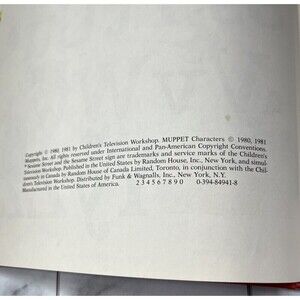 Copyright © 1980, 1981 by Children's Television Workshop. MUPPET Characters © 1980, 1981
Muppets, Inc. All rights reserved under International and Pan-American Copyright Conventions.
* Sesame Street and the Sesame Street sign are trademarks and service marks of the Children's
Television Workshop. Published in the United States by Random House, Inc., New York, and simul-
taneously in Canada by Random House of Canada Limited, Toronto, in conjunction with the Chil-
dren's Television Workshop. Distributed by Funk & Wagnalls, Inc., New York, N.Y.
Manufactured in the United States of America. 2 3 4 5 6 7 8 9 0 0-394-84941-8